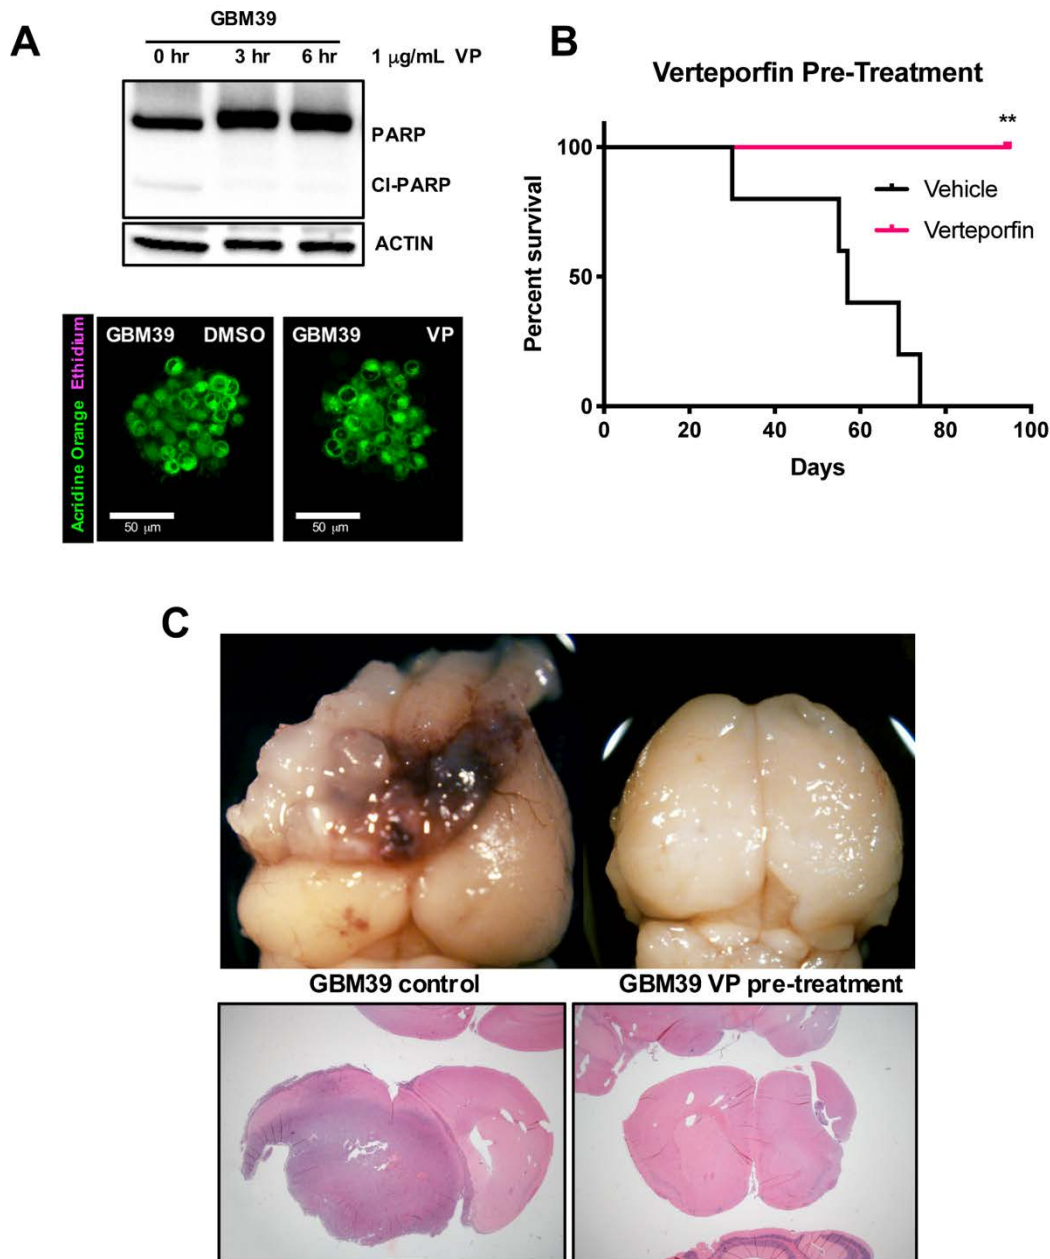 A
GBM39
0 hr 3 hr 6 hr 1 μg/mL VP
PARP
Cl-PARP
ACTIN
Acridine Orange Ethidium
GBM39 DMSO
50 μm
GBM39 VP
50 μm
B
Verteporfin Pre-Treatment
**
Percent survival
100
50
0
Vehicle
Verteporfin
0 20 40 60 80 100
Days
C
GBM39 control
GBM39 VP pre-treatment